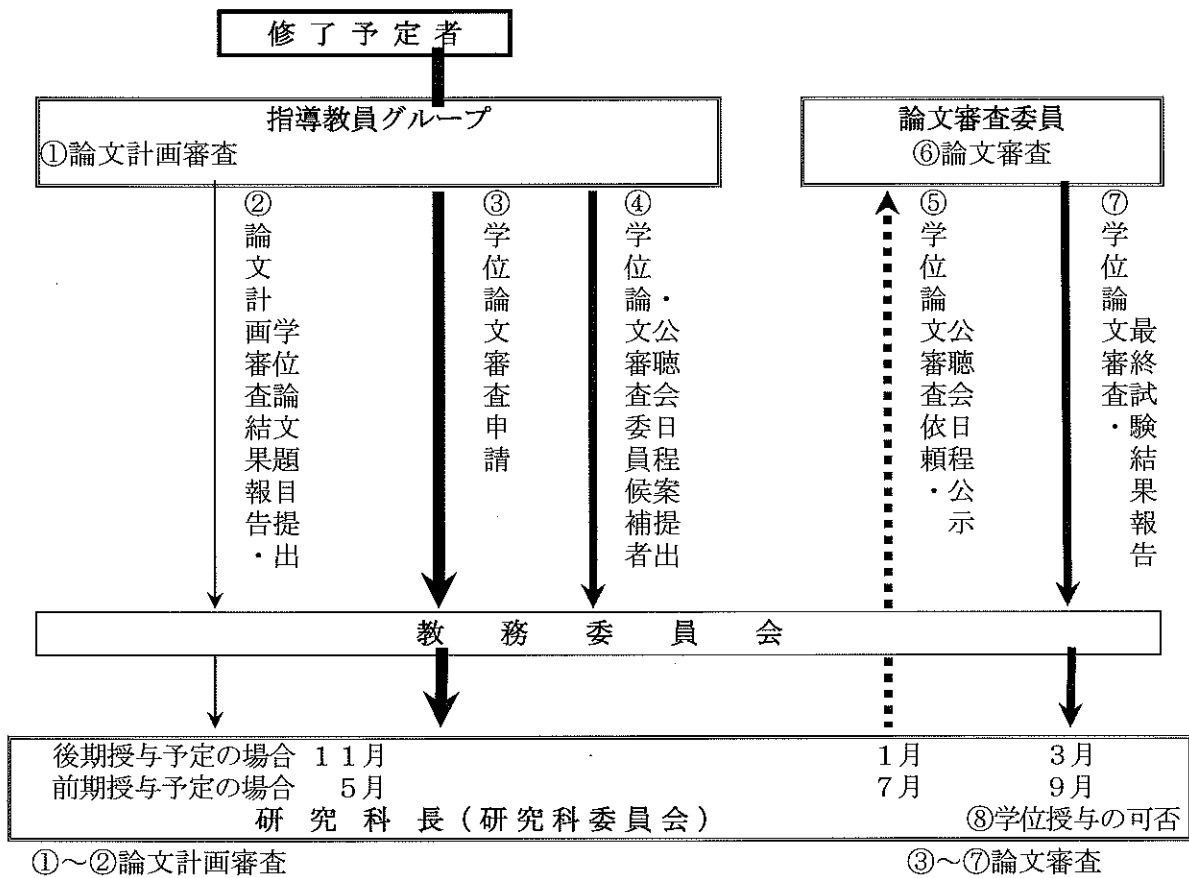 修了予定者
指導教員グループ
①論文計画審査
論文審査委員
⑥論文審査
②論文計画審査結果報告・
学位論文題目提出
③学位論文審査申請
④学位論文審査委員候補者
・公聴会日程案提出
⑤学位論文審査依頼・
公聴会日程公示
⑦学位論文審査・
最終試験結果報告
教務委員会
後期授与予定の場合 11月 1月 3月
前期授与予定の場合 5月 7月 9月
研究科長(研究科委員会) ⑧学位授与の可否
①~②論文計画審査 ③~⑦論文審査